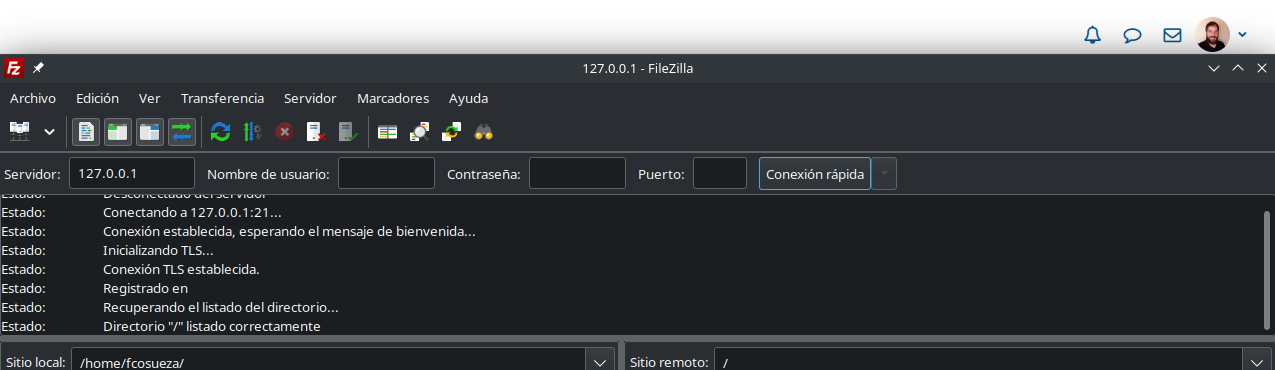 127.0.0.1 - FileZilla
Archivo Edición Ver Transferencia Servidor Marcadores Ayuda
Servidor: 127.0.0.1 Nombre de usuario: Contraseña: Puerto: Conexión rápida
Estado: Desconectado del servidor
Estado: Conectando a 127.0.0.1:21...
Estado: Conexión establecida, esperando el mensaje de bienvenida...
Estado: Inicializando TLS...
Estado: Conexión TLS establecida.
Estado: Registrado en
Estado: Recuperando el listado del directorio...
Estado: Directorio "/" listado correctamente
Sitio local: /home/fcosueza/ Sitio remoto: /